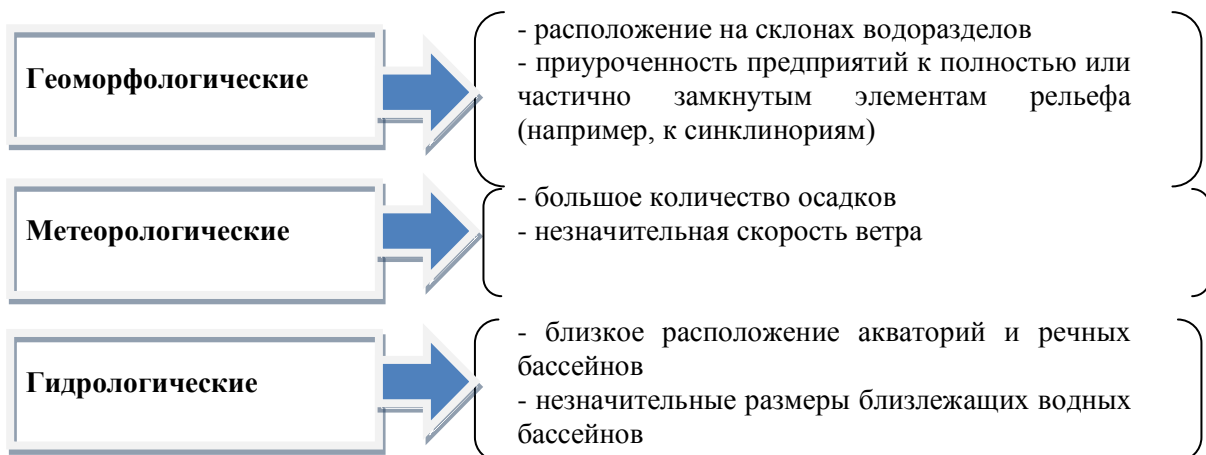 Геоморфологические
- расположение на склонах водоразделов
- приуроченность предприятий к полностью или
частично замкнутым элементам рельефа
(например, к синклинориям)
Метеорологические
- большое количество осадков
- незначительная скорость ветра
Гидрологические
- близкое расположение акваторий и речных
бассейнов
- незначительные размеры близлежащих водных
бассейнов